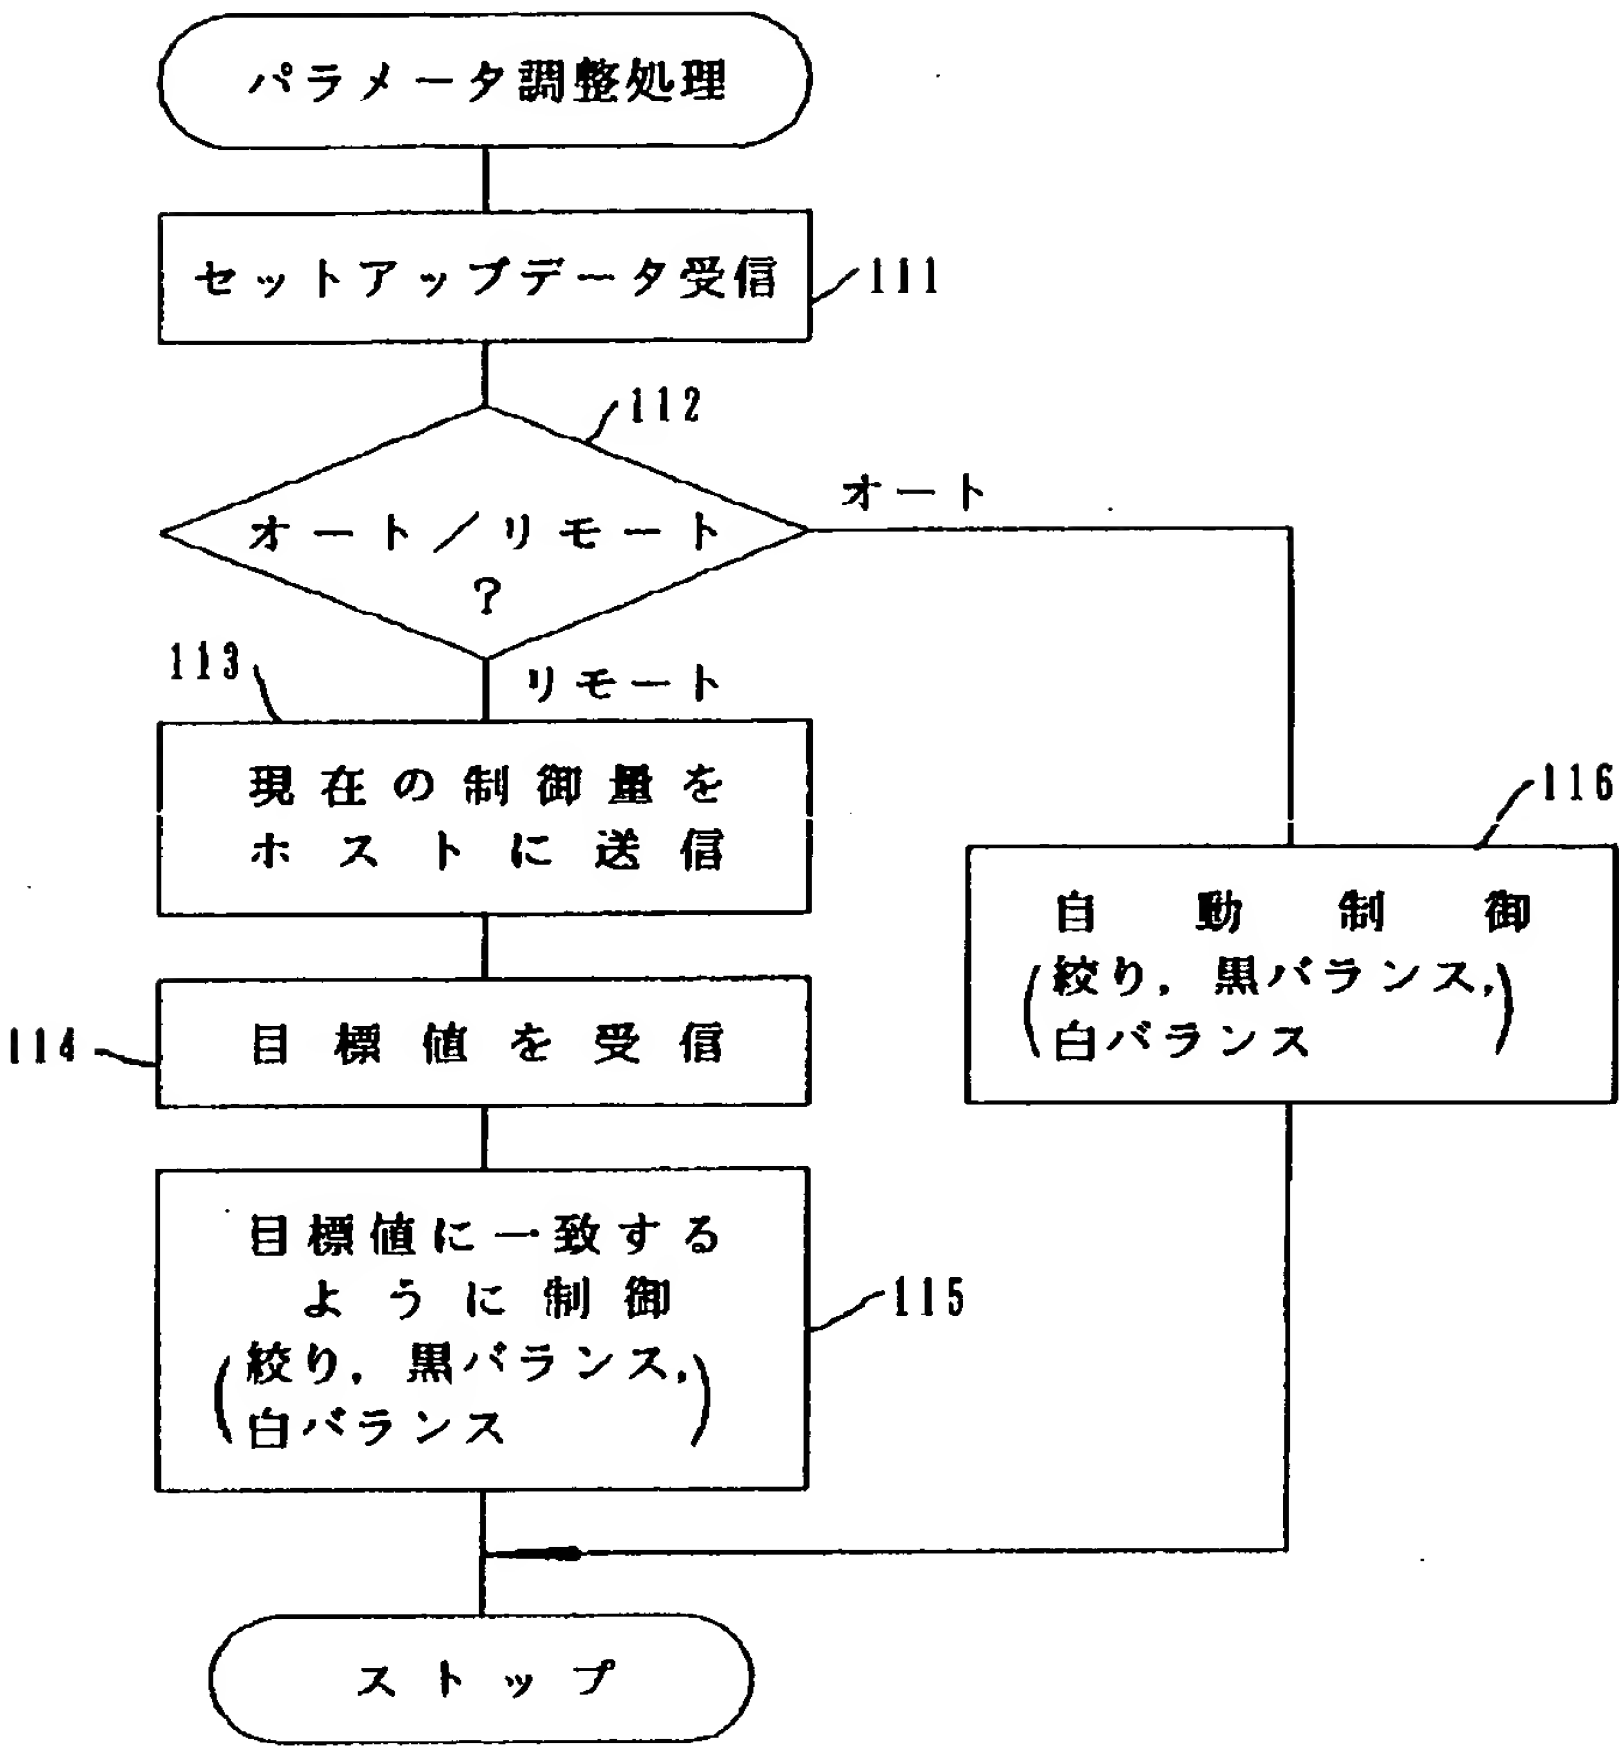 パラメータ調整処理
セットアップデータ受信
111
112
オート
オート／リモート
?
113
リモート
現在の制御量を
ホストに送信
116
自動制御
(絞り，黒バランス，
白バランス)
目標値を受信
114
目標値に一致する
ように制御
(絞り，黒バランス，
白バランス)
115
ストップ